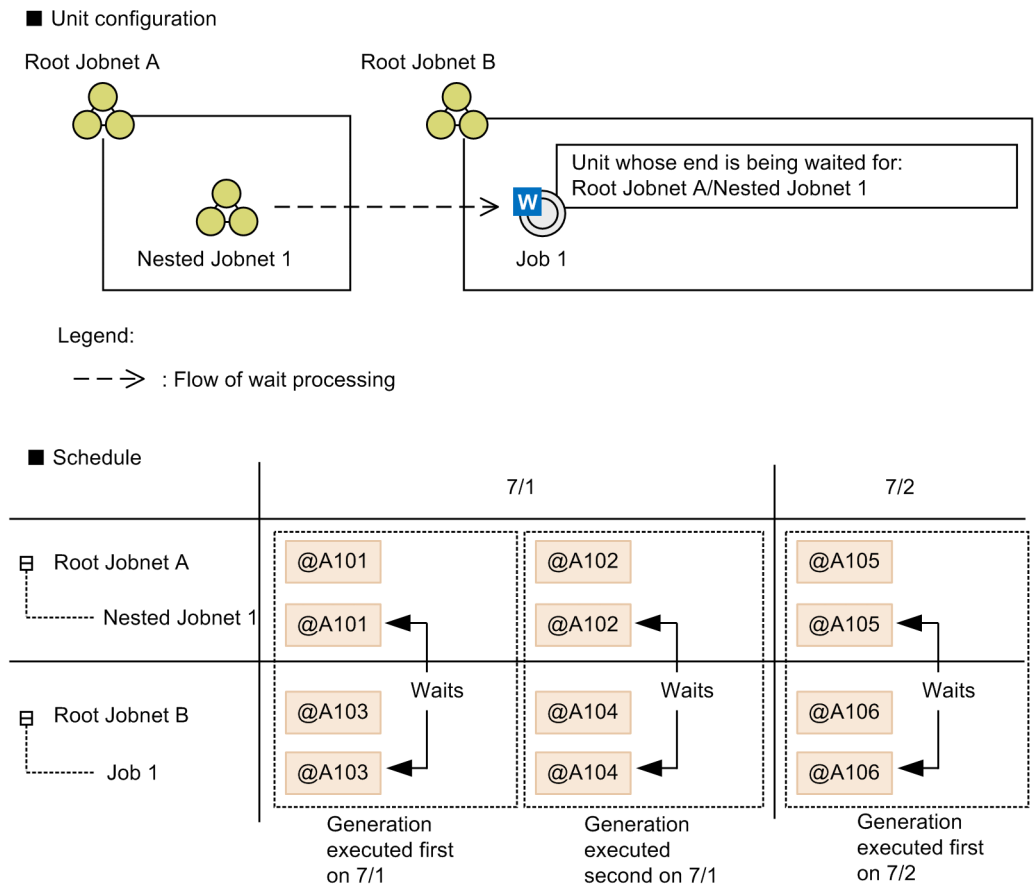 ■ Unit configuration
Root Jobnet A
Root Jobnet B
Unit whose end is being waited for:
Root Jobnet A/Nested Jobnet 1
W
Nested Jobnet 1
Job 1
Legend:
: Flow of wait processing
■ Schedule
7/1
7/2
Root Jobnet A
@A101
@A102
@A105
Nested Jobnet 1
@A101
@A102
@A105
Waits
Waits
Waits
Root Jobnet B
@A103
@A104
@A106
Job 1
@A103
@A104
@A106
Generation
executed first
on 7/1
Generation
executed
second on 7/1
Generation
executed first
on 7/2